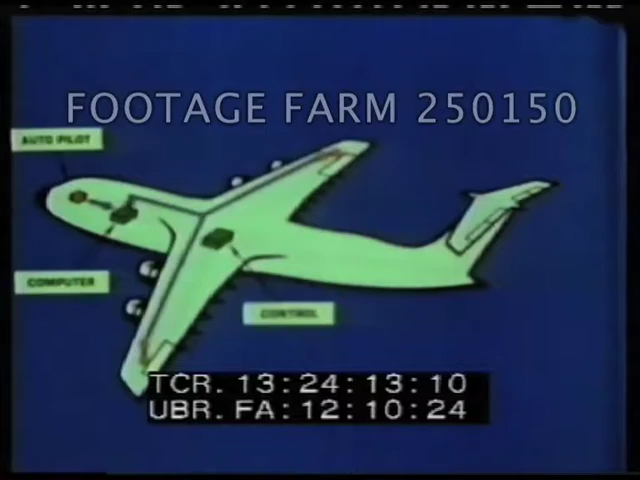 FOOTAGE FARM 250150
AUTO PILOT
COMPUTER
CONTROL
TCR. 13:24:13:10
UBR. FA:12:10:24